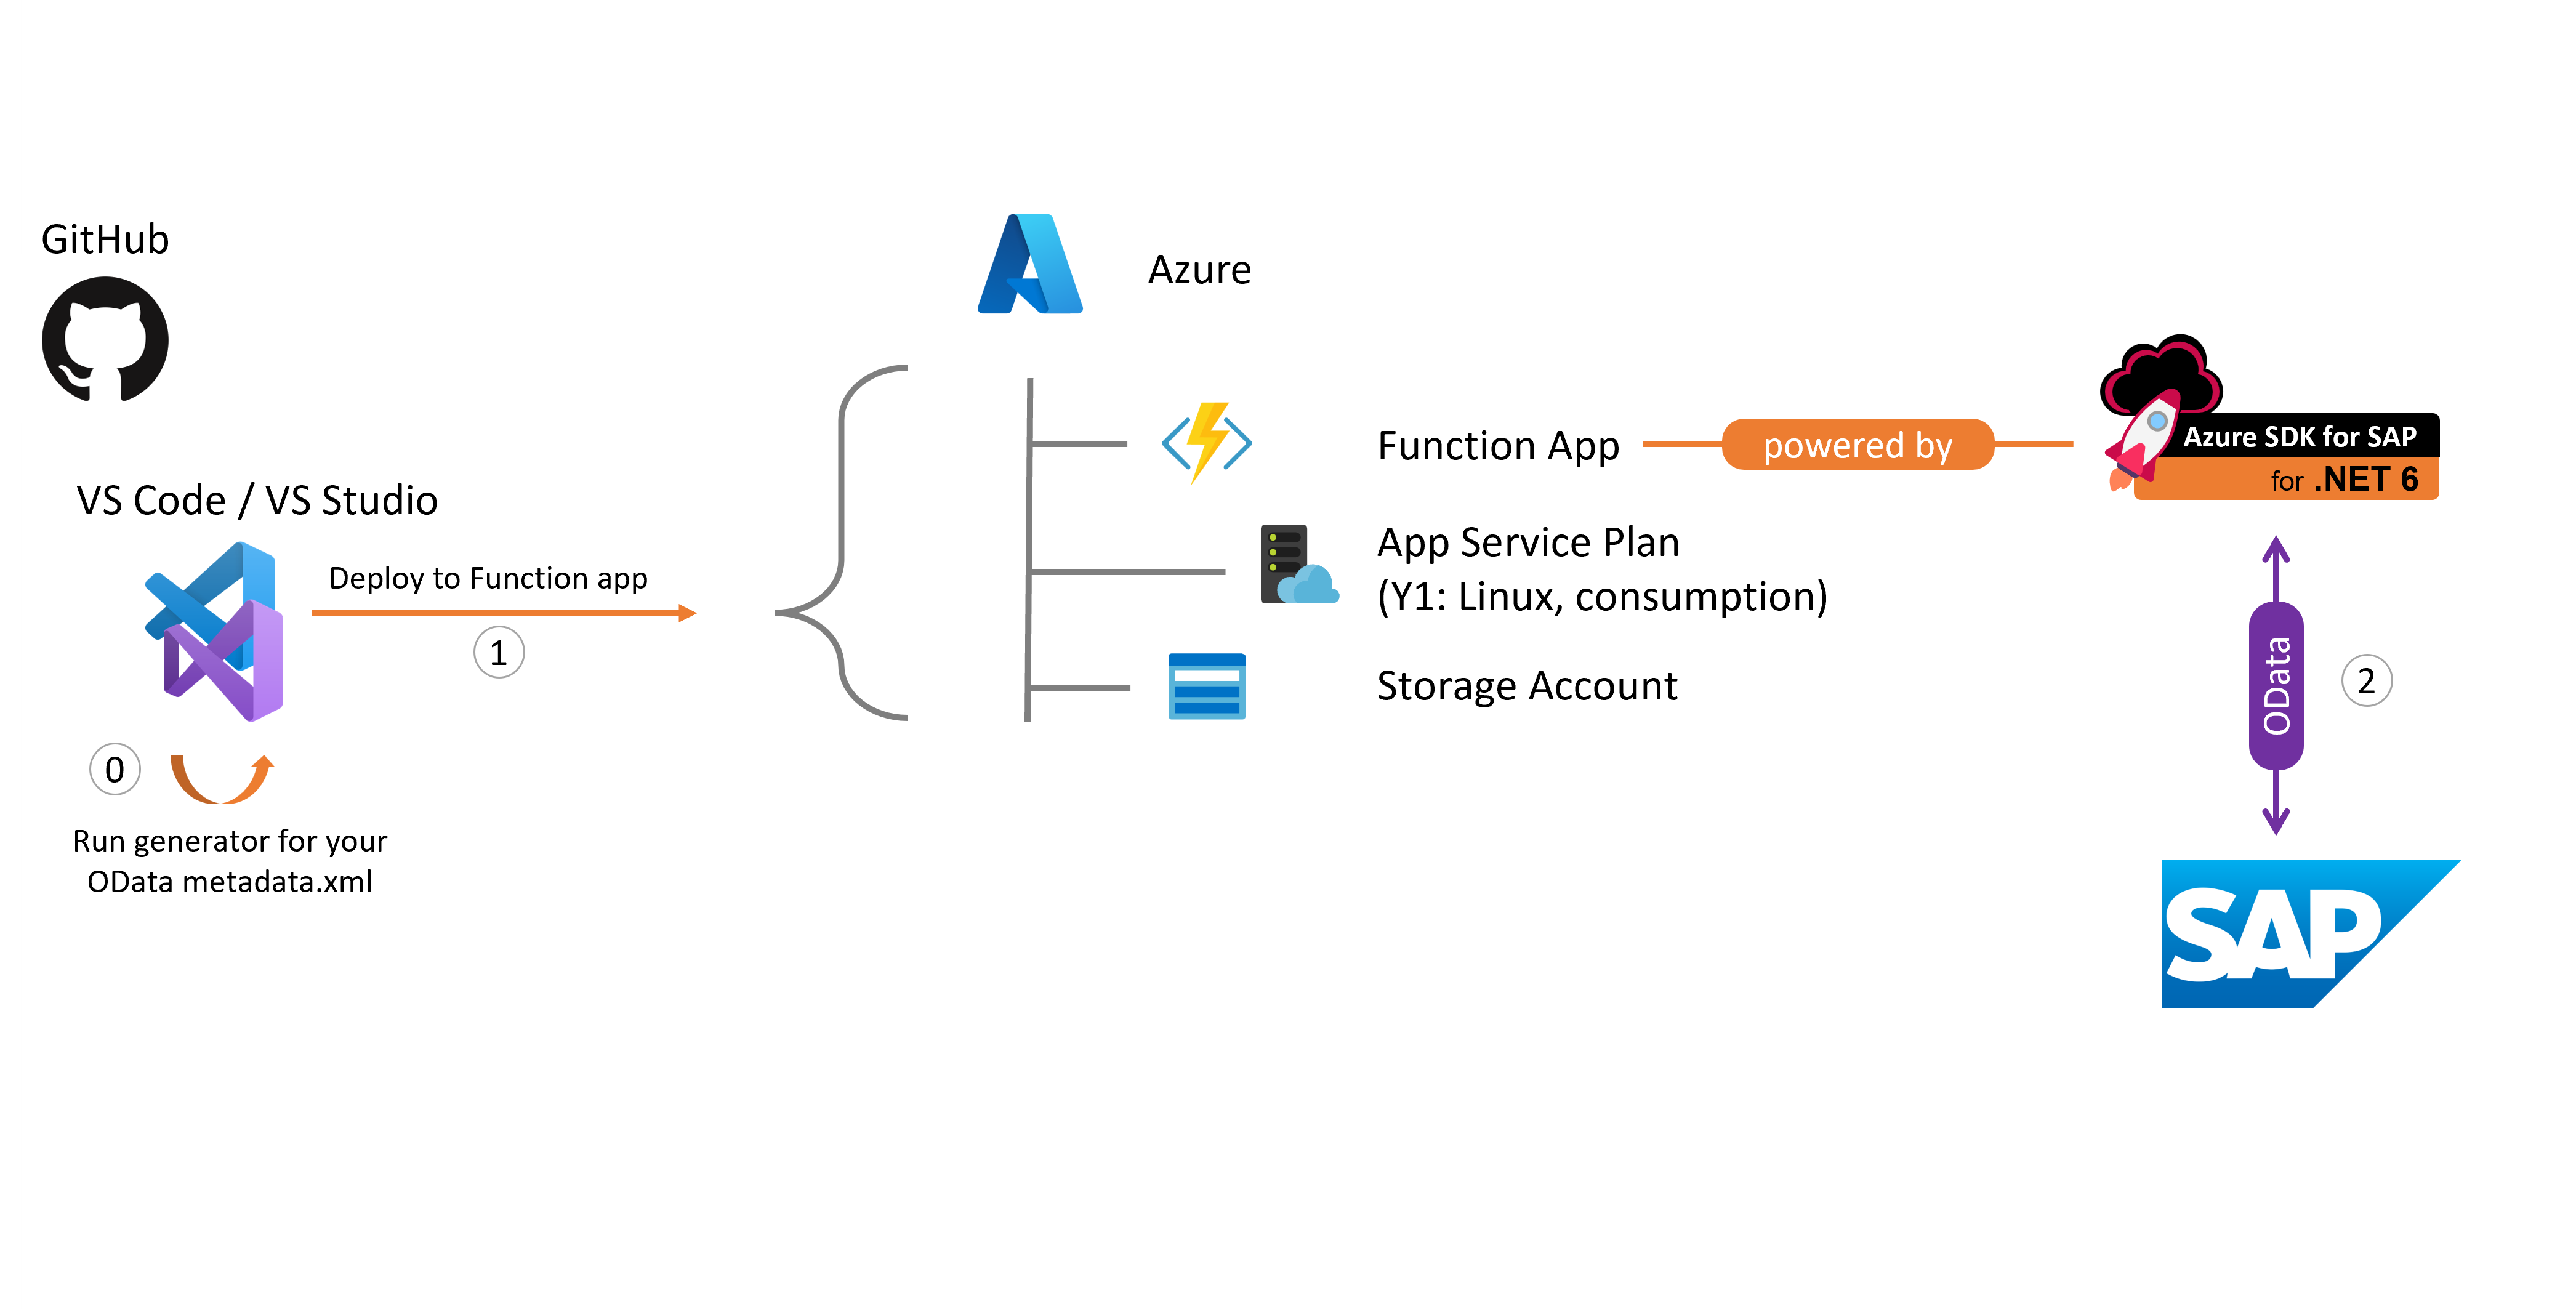 GitHub
VS Code / VS Studio
Deploy to Function app
1
0
Run generator for your
OData metadata.xml
Azure
Function App
powered by
App Service Plan
(Y1: Linux, consumption)
Storage Account
Azure SDK for SAP
for .NET 6
OData
2
SAP